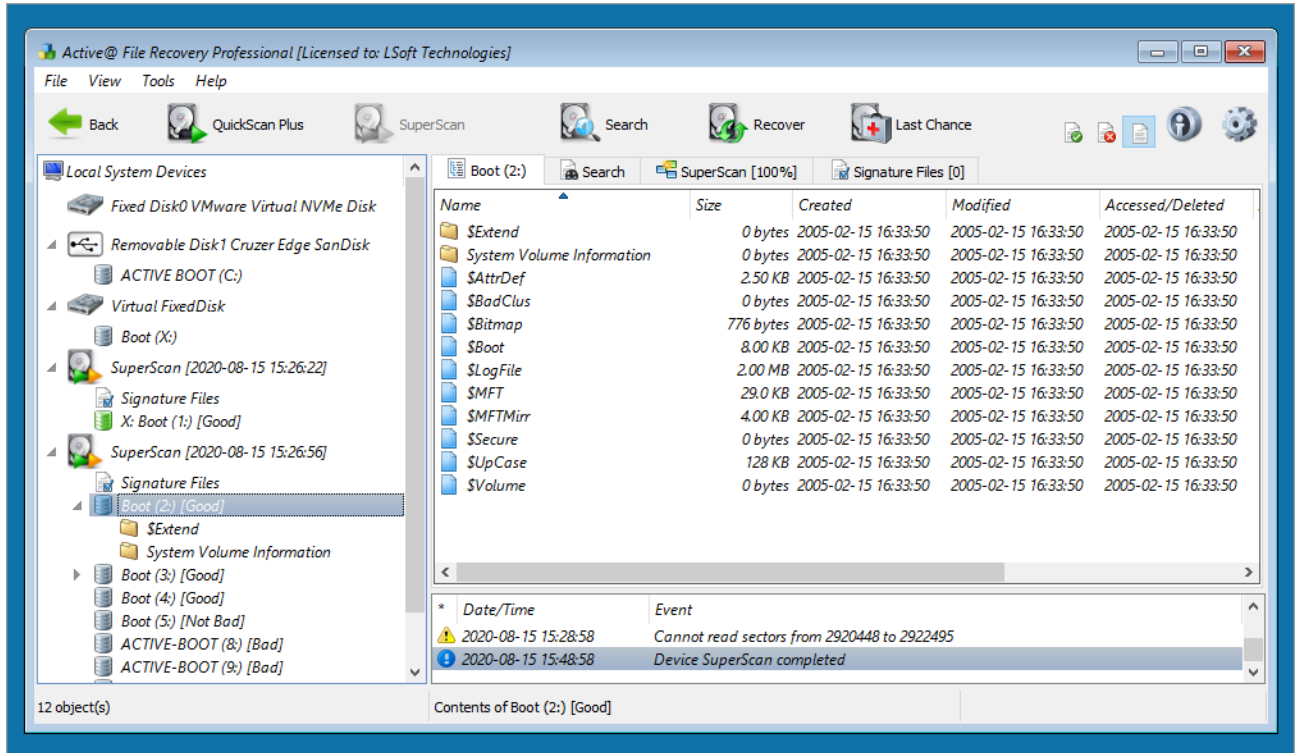 Active@ File Recovery Professional [Licensed to: LSoft Technologies]
File View Tools Help
Back QuickScan Plus SuperScan Search Recover Last Chance
Local System Devices
Fixed Disk0 VMware Virtual NVMe Disk
Removable Disk1 Cruzer Edge SanDisk
ACTIVE BOOT (C:)
Virtual FixedDisk
Boot (X:)
SuperScan [2020-08-15 15:26:22]
Signature Files
X: Boot (1:) [Good]
SuperScan [2020-08-15 15:26:56]
Signature Files
Boot (2:) [Good]
$Extend
System Volume Information
Boot (3:) [Good]
Boot (4:) [Good]
Boot (5:) [Not Bad]
ACTIVE-BOOT (8:) [Bad]
ACTIVE-BOOT (9:) [Bad]
Boot (2:) Search SuperScan [100%] Signature Files [0]
Name Size Created Modified Accessed/Deleted
$Extend 0 bytes 2005-02-15 16:33:50 2005-02-15 16:33:50 2005-02-15 16:33:50
System Volume Information 0 bytes 2005-02-15 16:33:50 2005-02-15 16:33:50 2005-02-15 16:33:50
$AttrDef 2.50 KB 2005-02-15 16:33:50 2005-02-15 16:33:50 2005-02-15 16:33:50
$BadClus 0 bytes 2005-02-15 16:33:50 2005-02-15 16:33:50 2005-02-15 16:33:50
$Bitmap 776 bytes 2005-02-15 16:33:50 2005-02-15 16:33:50 2005-02-15 16:33:50
$Boot 8.00 KB 2005-02-15 16:33:50 2005-02-15 16:33:50 2005-02-15 16:33:50
$LogFile 2.00 MB 2005-02-15 16:33:50 2005-02-15 16:33:50 2005-02-15 16:33:50
$MFT 29.0 KB 2005-02-15 16:33:50 2005-02-15 16:33:50 2005-02-15 16:33:50
$MFTMirr 4.00 KB 2005-02-15 16:33:50 2005-02-15 16:33:50 2005-02-15 16:33:50
$Secure 0 bytes 2005-02-15 16:33:50 2005-02-15 16:33:50 2005-02-15 16:33:50
$UpCase 128 KB 2005-02-15 16:33:50 2005-02-15 16:33:50 2005-02-15 16:33:50
$Volume 0 bytes 2005-02-15 16:33:50 2005-02-15 16:33:50 2005-02-15 16:33:50
* Date/Time Event
2020-08-15 15:28:58 Cannot read sectors from 2920448 to 2922495
2020-08-15 15:48:58 Device SuperScan completed
12 object(s) Contents of Boot (2:) [Good]